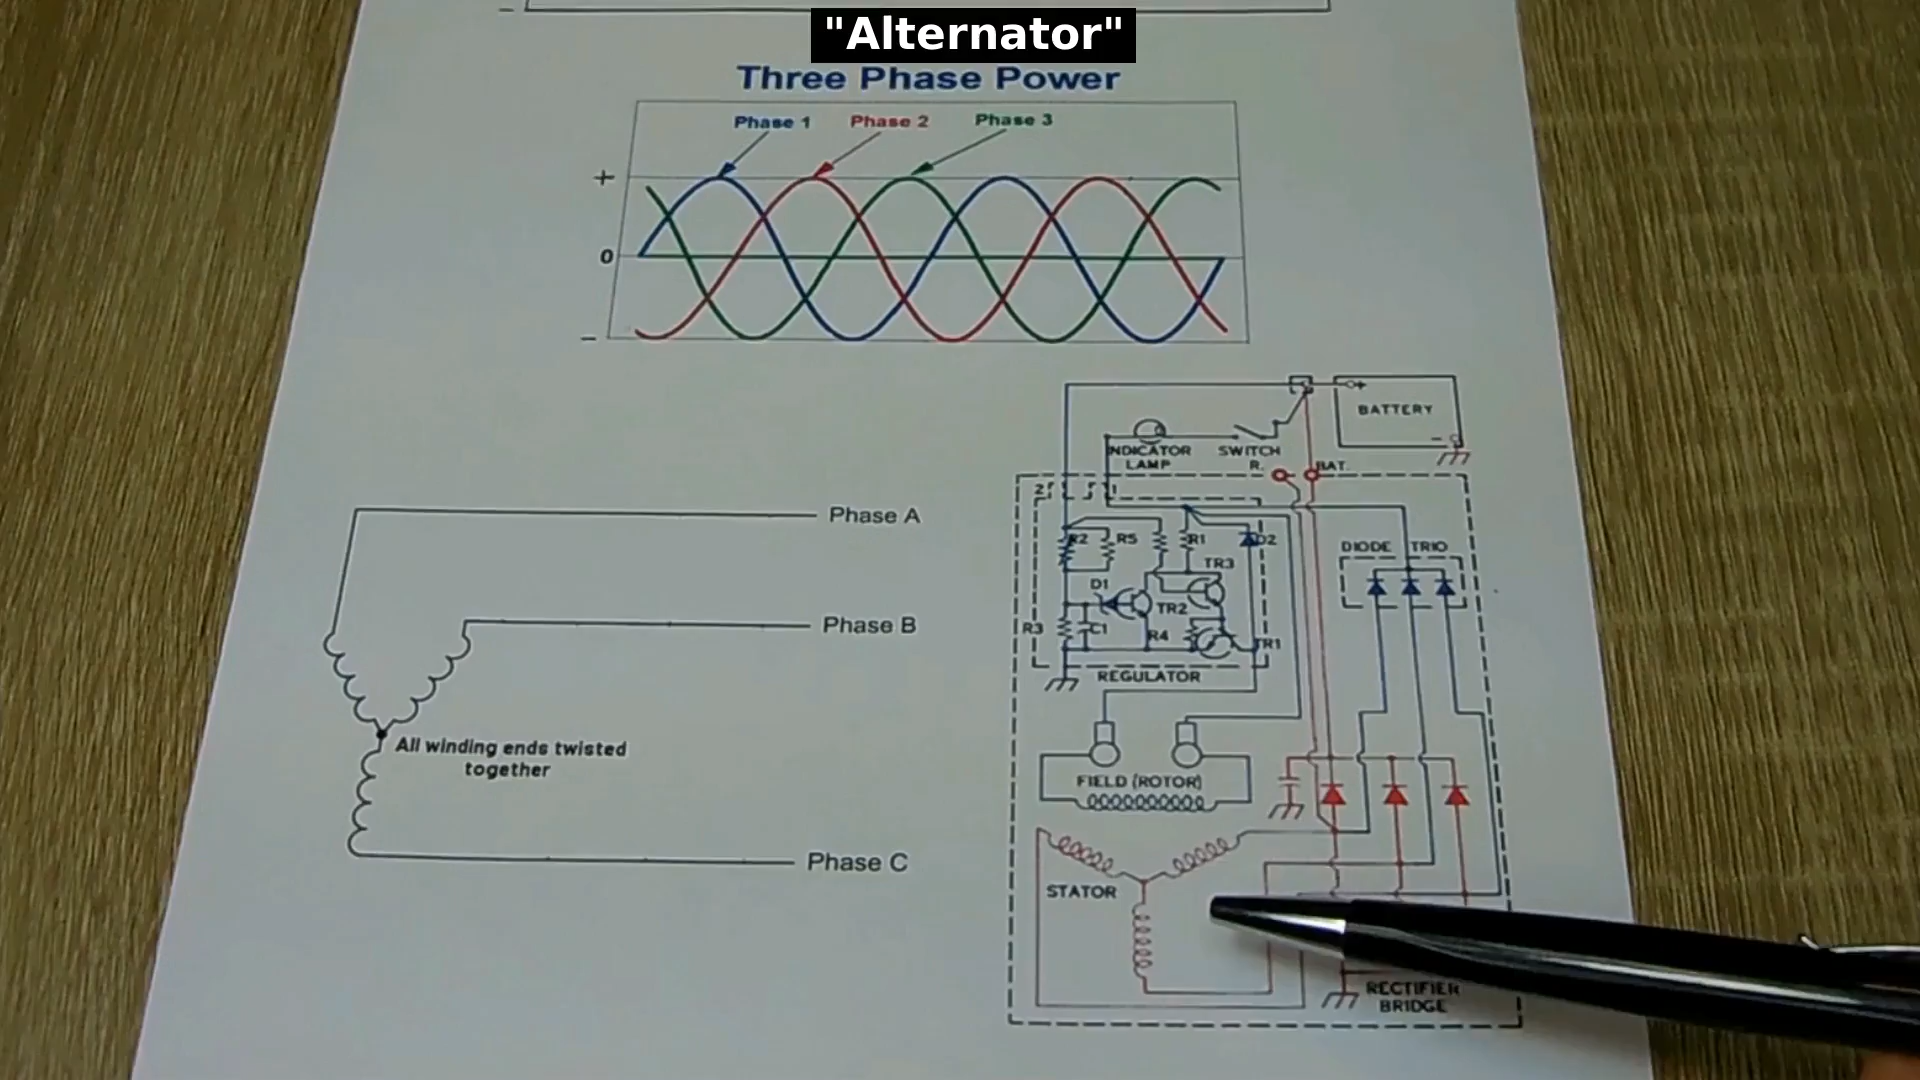 "Alternator"
Three Phase Power
Phase 1 Phase 2 Phase 3
+
0
−
+
BATTERY
−
INDICATOR
LAMP
SWITCH
R. BAT.
2 1
Phase A
R2 R5 R1 D2
DIODE TRIO
TR3
D1
TR2
Phase B
R3 C1 R4 TR1
REGULATOR
All winding ends twisted
together
FIELD (ROTOR)
Phase C
STATOR
RECTIFIER
BRIDGE